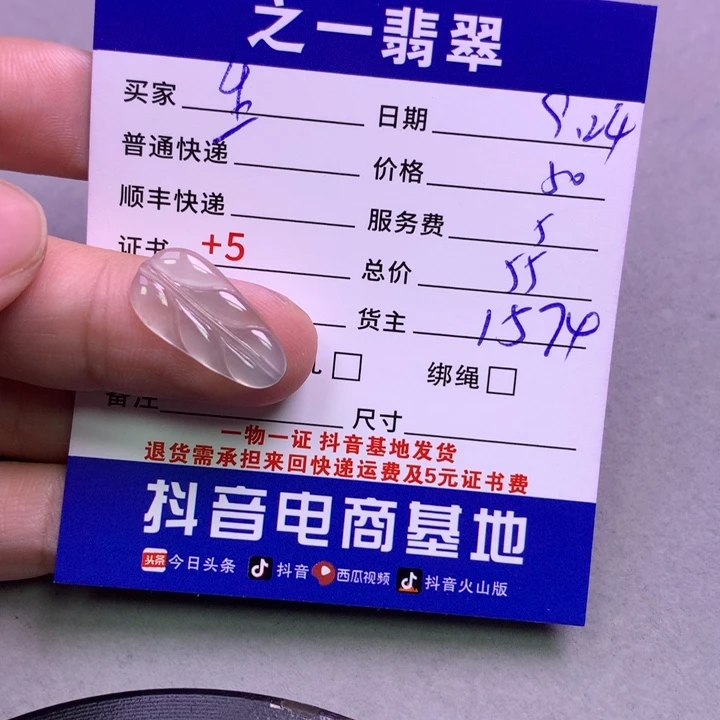 之一翡翠
买家 日期 9.24
普通快递 价格 50
顺丰快递 服务费 5
证书 +5 总价 55
货主 1574
孔 □ 绑绳 □
备注 尺寸
一物一证 抖音基地发货
退货需承担来回快递运费及5元证书费
抖音电商基地
头条 今日头条 抖音 西瓜视频 抖音火山版